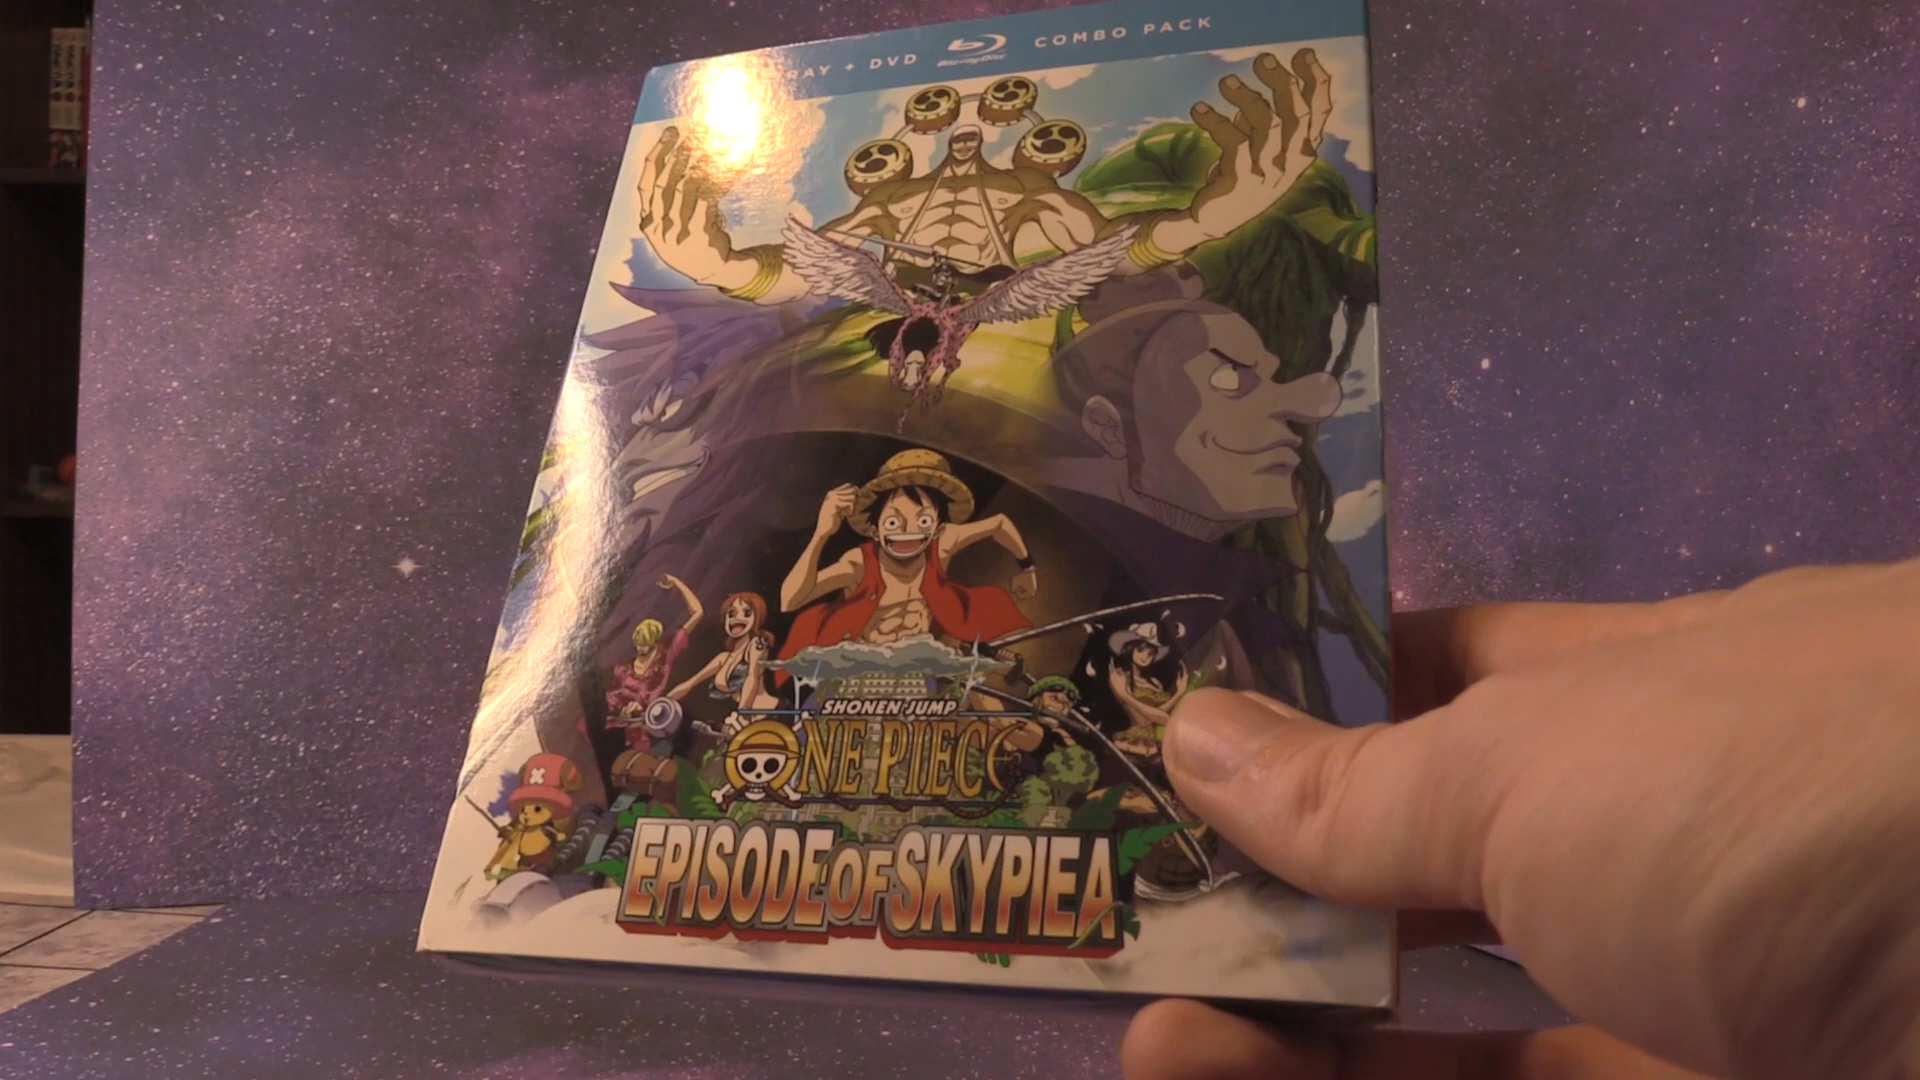 RAY + DVD Blu-ray Disc COMBO PACK
SHONEN JUMP
ONE PIECE
EPISODE OF SKYPIEA